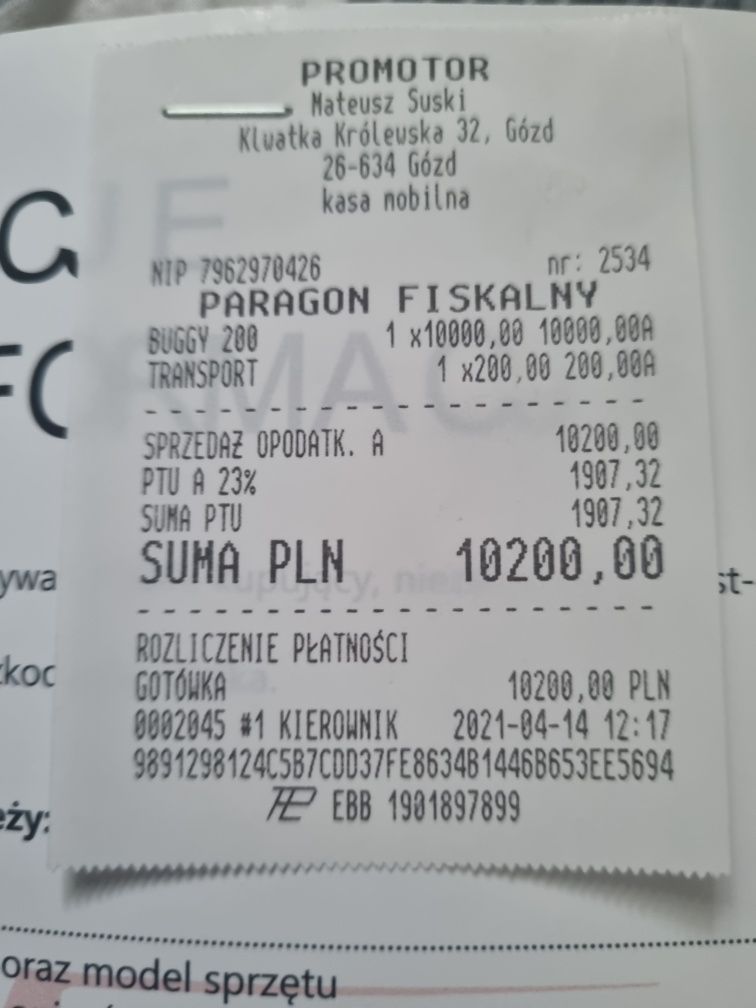 PROMOTOR
Mateusz Suski
Klwatka Królewska 32, Gózd
26-634 Gózd
kasa mobilna
NIP 7962970426 nr: 2534
PARAGON FISKALNY
BUGGY 200 1 x10000,00 10000,00A
TRANSPORT 1 x200,00 200,00A
SPRZEDAŻ OPODATK. A 10200,00
PTU A 23% 1907,32
SUMA PTU 1907,32
SUMA PLN 10200,00
ROZLICZENIE PŁATNOŚCI
GOTÓWKA 10200,00 PLN
0002045 #1 KIEROWNIK 2021-04-14 12:17
9891298124C5B7CDD37FE8634B1446B653EE5694
EBB 1901897899
oraz model sprzętu